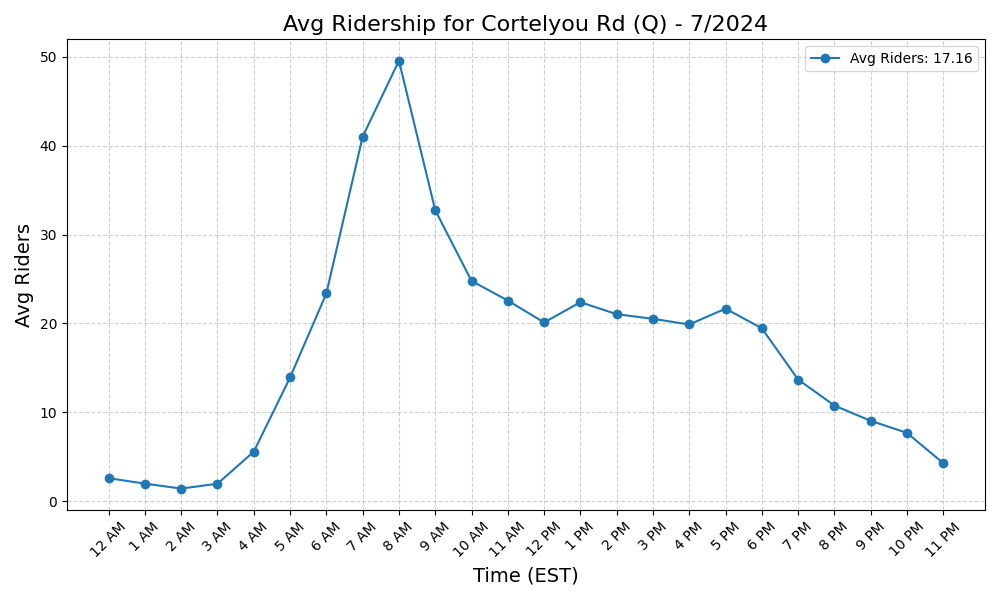 Avg Ridership for Cortelyou Rd (Q) - 7/2024
Avg Riders: 17.16
50
40
30
20
10
0
Avg Riders
12 AM
1 AM
2 AM
3 AM
4 AM
5 AM
6 AM
7 AM
8 AM
9 AM
10 AM
11 AM
12 PM
1 PM
2 PM
3 PM
4 PM
5 PM
6 PM
7 PM
8 PM
9 PM
10 PM
11 PM
Time (EST)